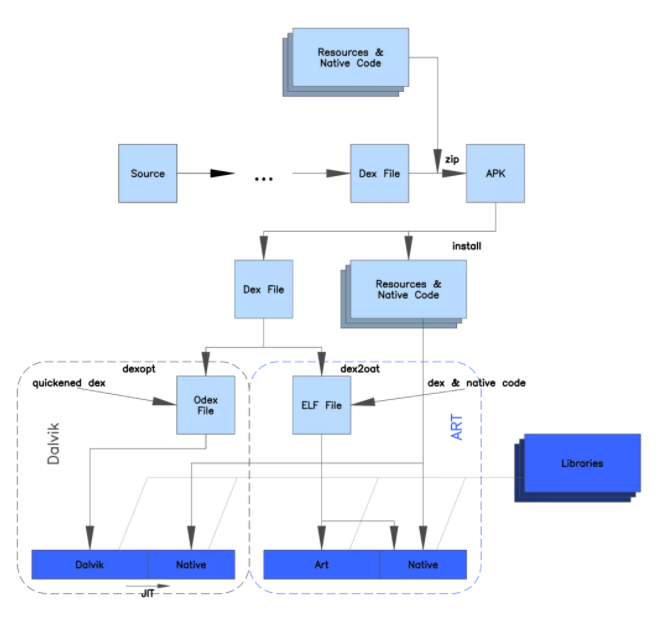 Resources &
Native Code
Source
...
Dex File
zip
APK
install
Dex File
Resources &
Native Code
dexopt
dex2oat
quickened dex
Odex
File
ELF File
dex & native code
Dalvik
ART
Libraries
Dalvik
Native
Art
Native
JIT